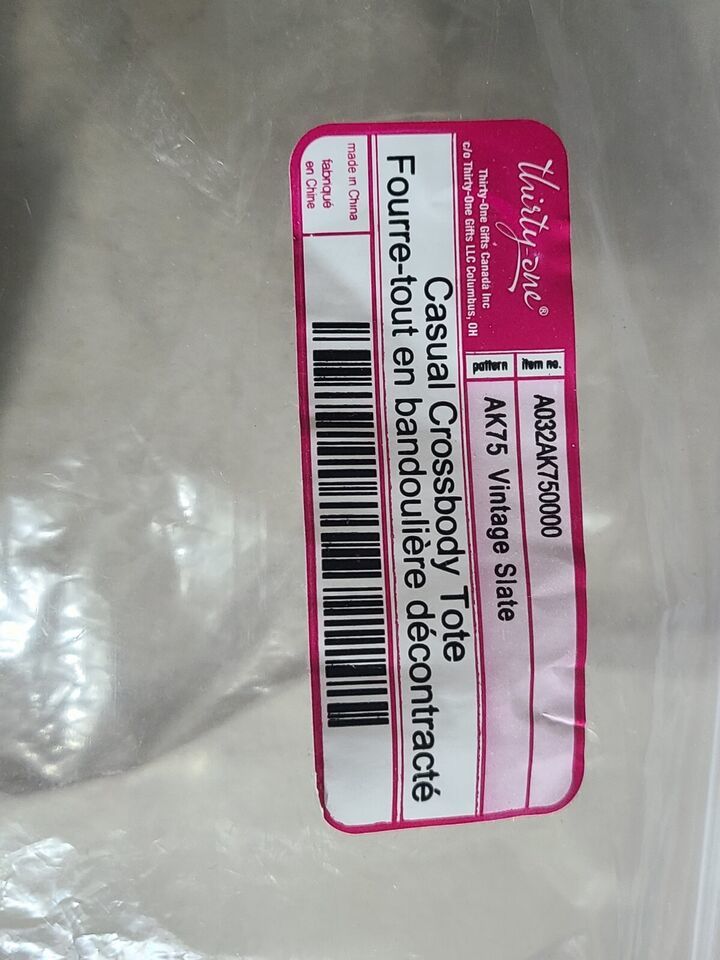 thirty-one®
Thirty-One Gifts Canada Inc
c/o Thirty-One Gifts LLC Columbus, OH
item no. A032AK750000
pattern AK75 Vintage Slate
Casual Crossbody Tote
Fourre-tout en bandoulière décontracté
made in China
fabriqué
en Chine